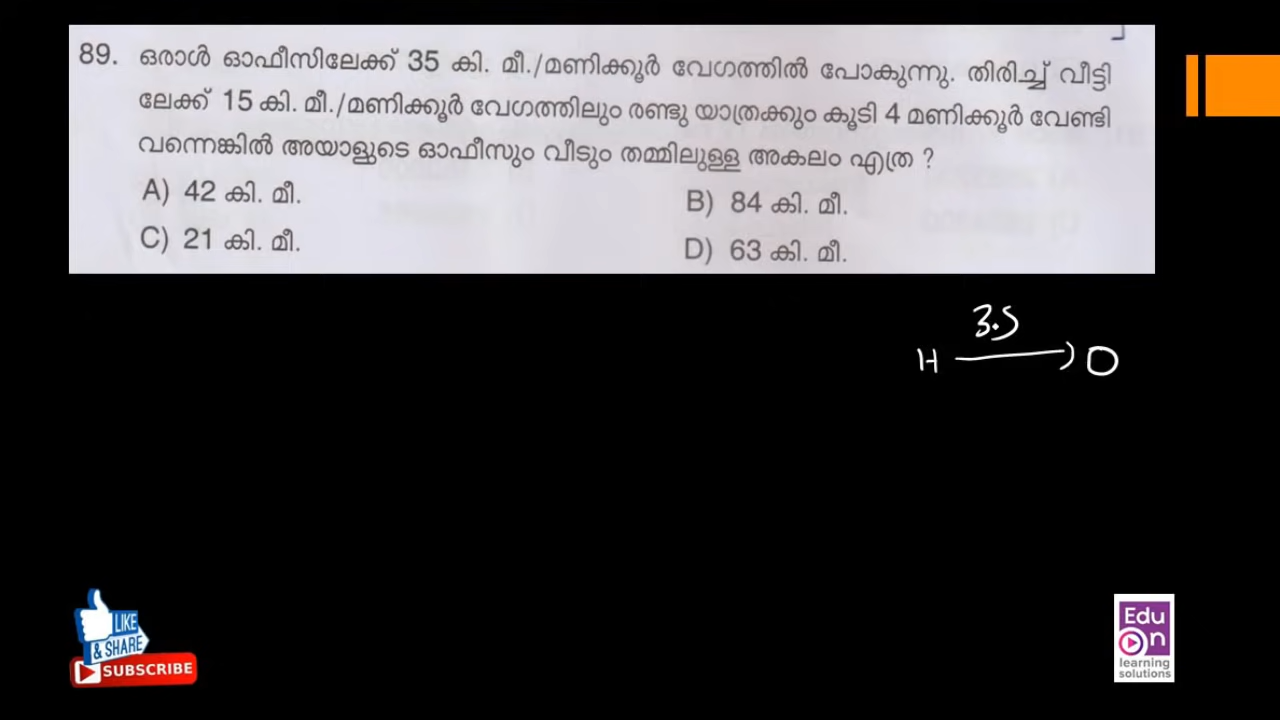 89. ഒരാൾ ഓഫീസിലേക്ക് 35 കി. മീ./മണിക്കൂർ വേഗത്തിൽ പോകുന്നു. തിരിച്ച് വീട്ടി
ലേക്ക് 15 കി. മീ./മണിക്കൂർ വേഗത്തിലും രണ്ടു യാത്രക്കും കൂടി 4 മണിക്കൂർ വേണ്ടി
വന്നെങ്കിൽ അയാളുടെ ഓഫീസും വീടും തമ്മിലുള്ള അകലം എത്ര ?
A) 42 കി. മീ.
B) 84 കി. മീ.
C) 21 കി. മീ.
D) 63 കി. മീ.
3.5
H O
LIKE
& SHARE
SUBSCRIBE
Edu
On
learning
solutions